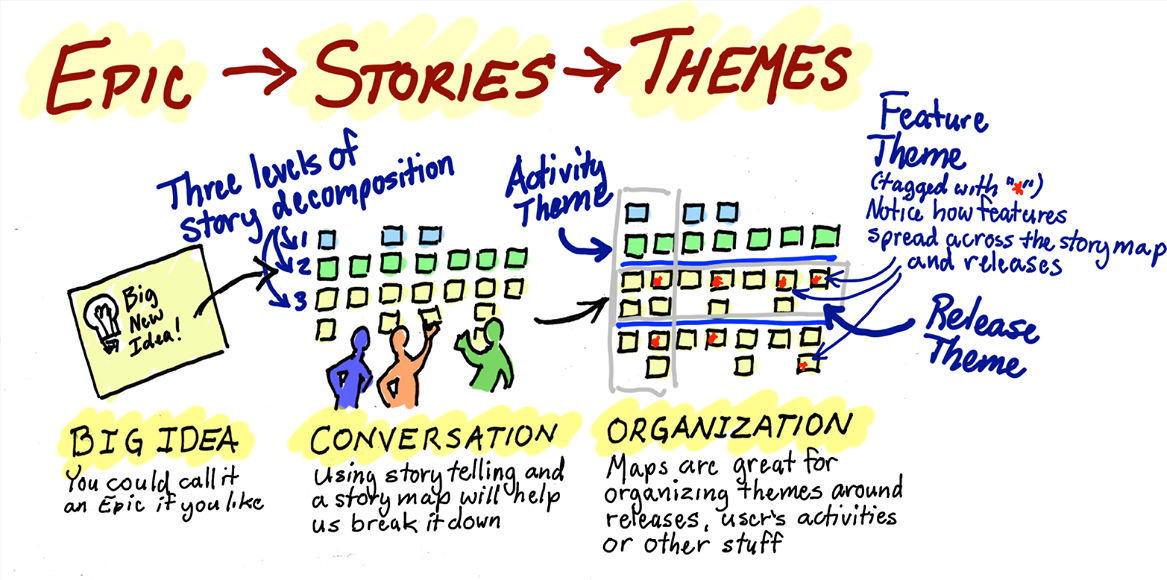 EPIC → STORIES → THEMES
Three levels of
story decomposition
1
2
3
Big
New
Idea!
Activity
Theme
Feature
Theme
(tagged with "*")
Notice how features
spread across the story map
and releases
Release
Theme
BIG IDEA
You could call it
an Epic if you like
CONVERSATION
Using story telling and
a story map will help
us break it down
ORGANIZATION
Maps are great for
organizing themes around
releases, user's activities
or other stuff